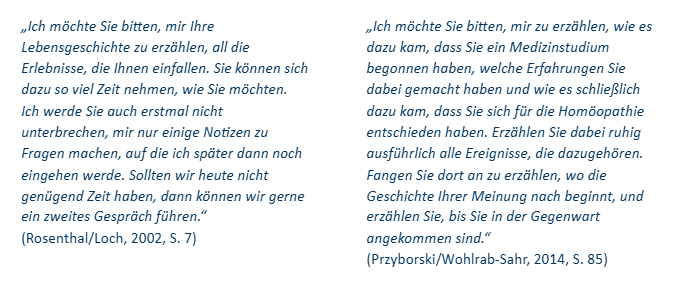 „Ich möchte Sie bitten, mir Ihre
Lebensgeschichte zu erzählen, all die
Erlebnisse, die Ihnen einfallen. Sie können sich
dazu so viel Zeit nehmen, wie Sie möchten.
Ich werde Sie auch erstmal nicht
unterbrechen, mir nur einige Notizen zu
Fragen machen, auf die ich später dann noch
eingehen werde. Sollten wir heute nicht
genügend Zeit haben, dann können wir gerne
ein zweites Gespräch führen.“
(Rosenthal/Loch, 2002, S. 7)
„Ich möchte Sie bitten, mir zu erzählen, wie es
dazu kam, dass Sie ein Medizinstudium
begonnen haben, welche Erfahrungen Sie
dabei gemacht haben und wie es schließlich
dazu kam, dass Sie sich für die Homöopathie
entschieden haben. Erzählen Sie dabei ruhig
ausführlich alle Ereignisse, die dazugehören.
Fangen Sie dort an zu erzählen, wo die
Geschichte Ihrer Meinung nach beginnt, und
erzählen Sie, bis Sie in der Gegenwart
angekommen sind.“
(Przyborski/Wohlrab-Sahr, 2014, S. 85)